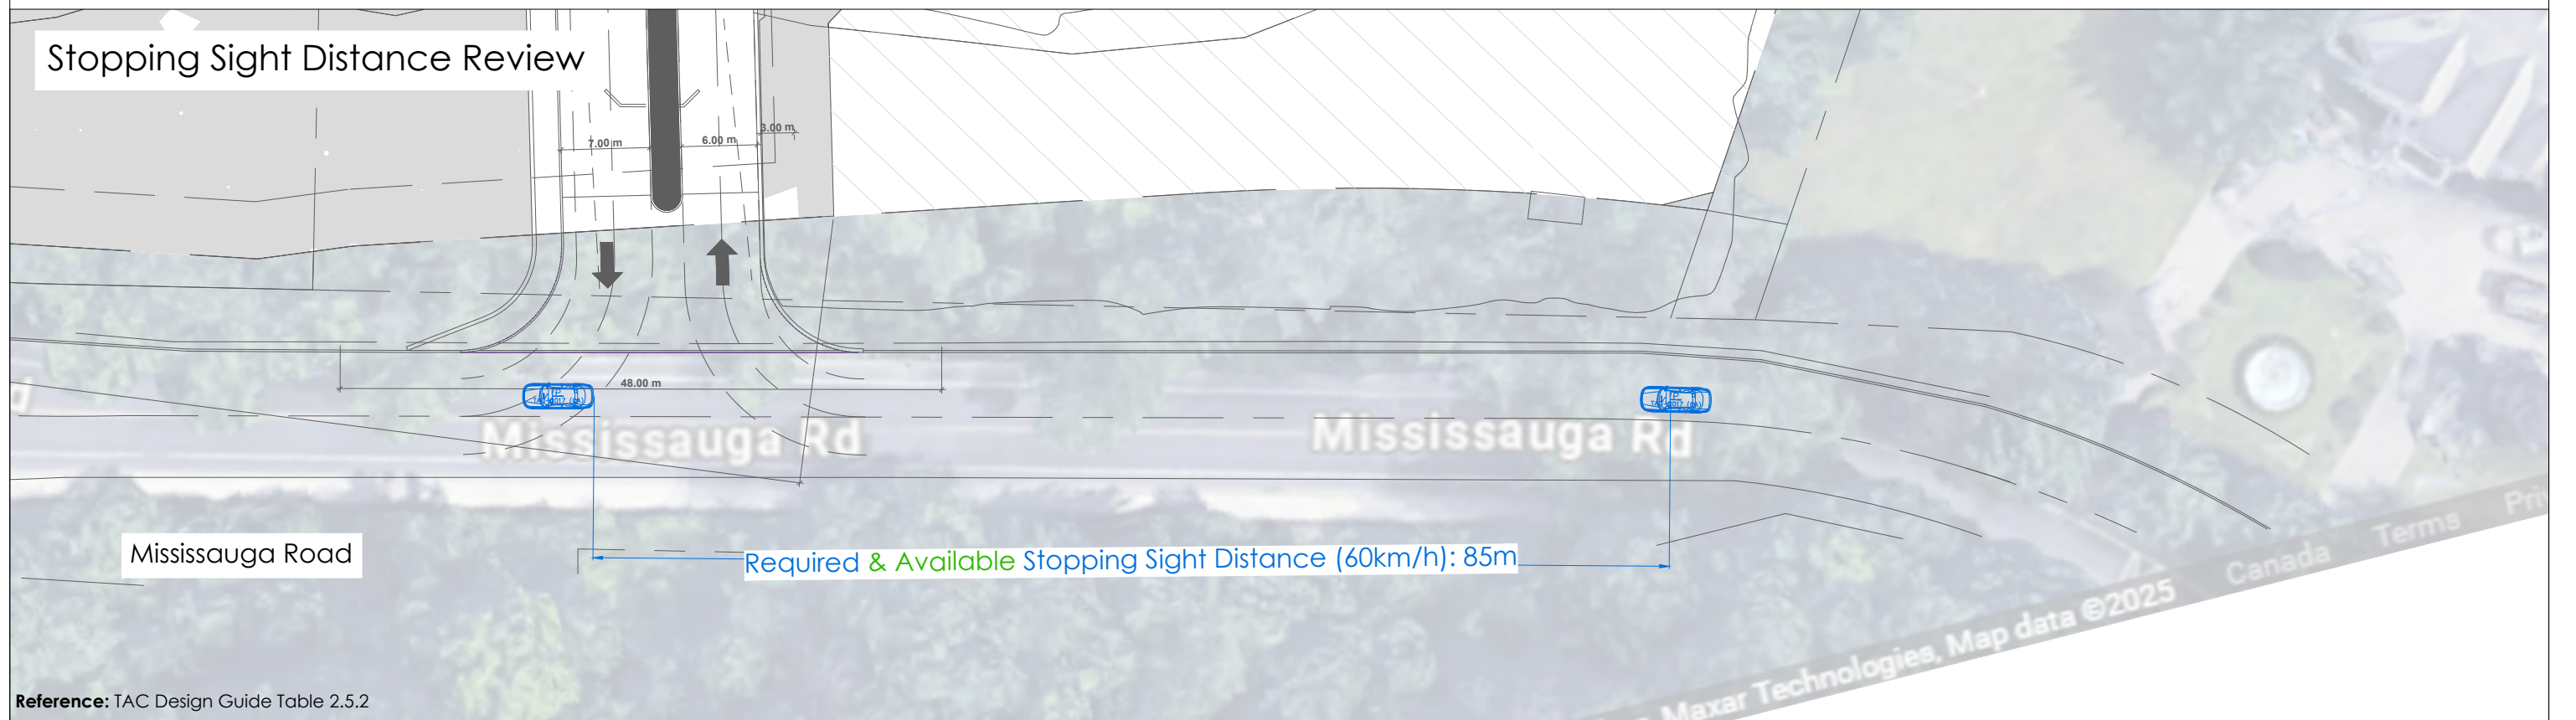 Stopping Sight Distance Review
7.00 m
6.00 m
3.00 m
48.00 m
Mississauga Rd
Mississauga Rd
d
Mississauga Road
Required & Available Stopping Sight Distance (60km/h): 85m
Maxar Technologies, Map data ©2025 Canada Terms Pri
Reference: TAC Design Guide Table 2.5.2